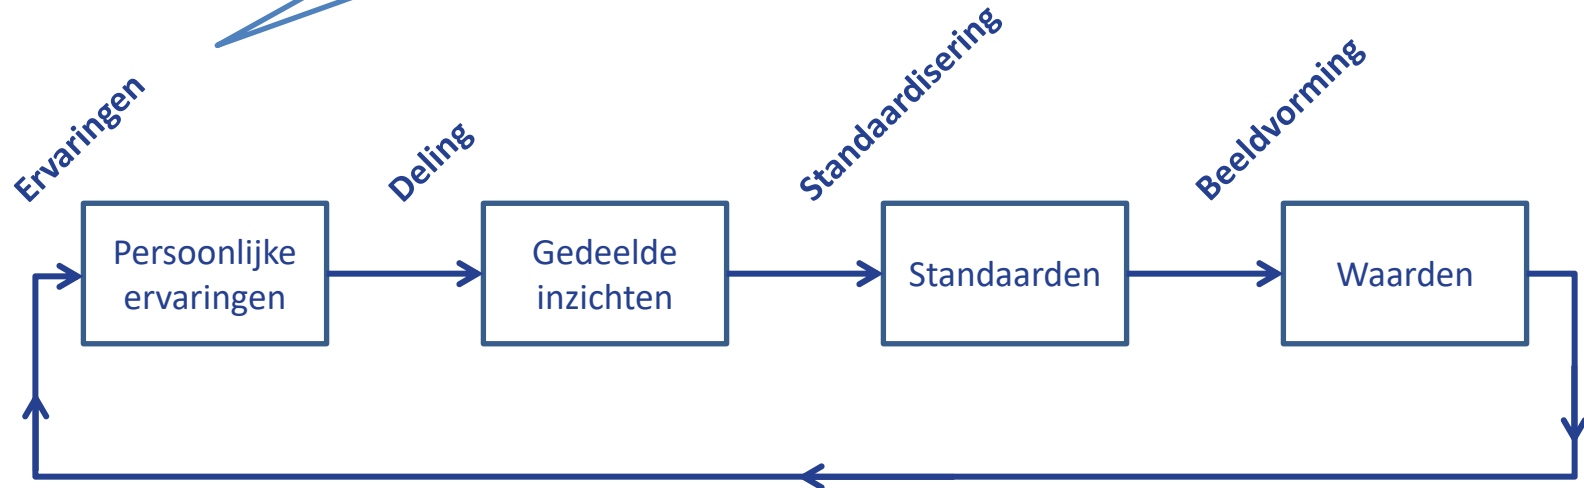 Ervaringen
Deling
Standaardisering
Beeldvorming
Persoonlijke
ervaringen
Gedeelde
inzichten
Standaarden
Waarden